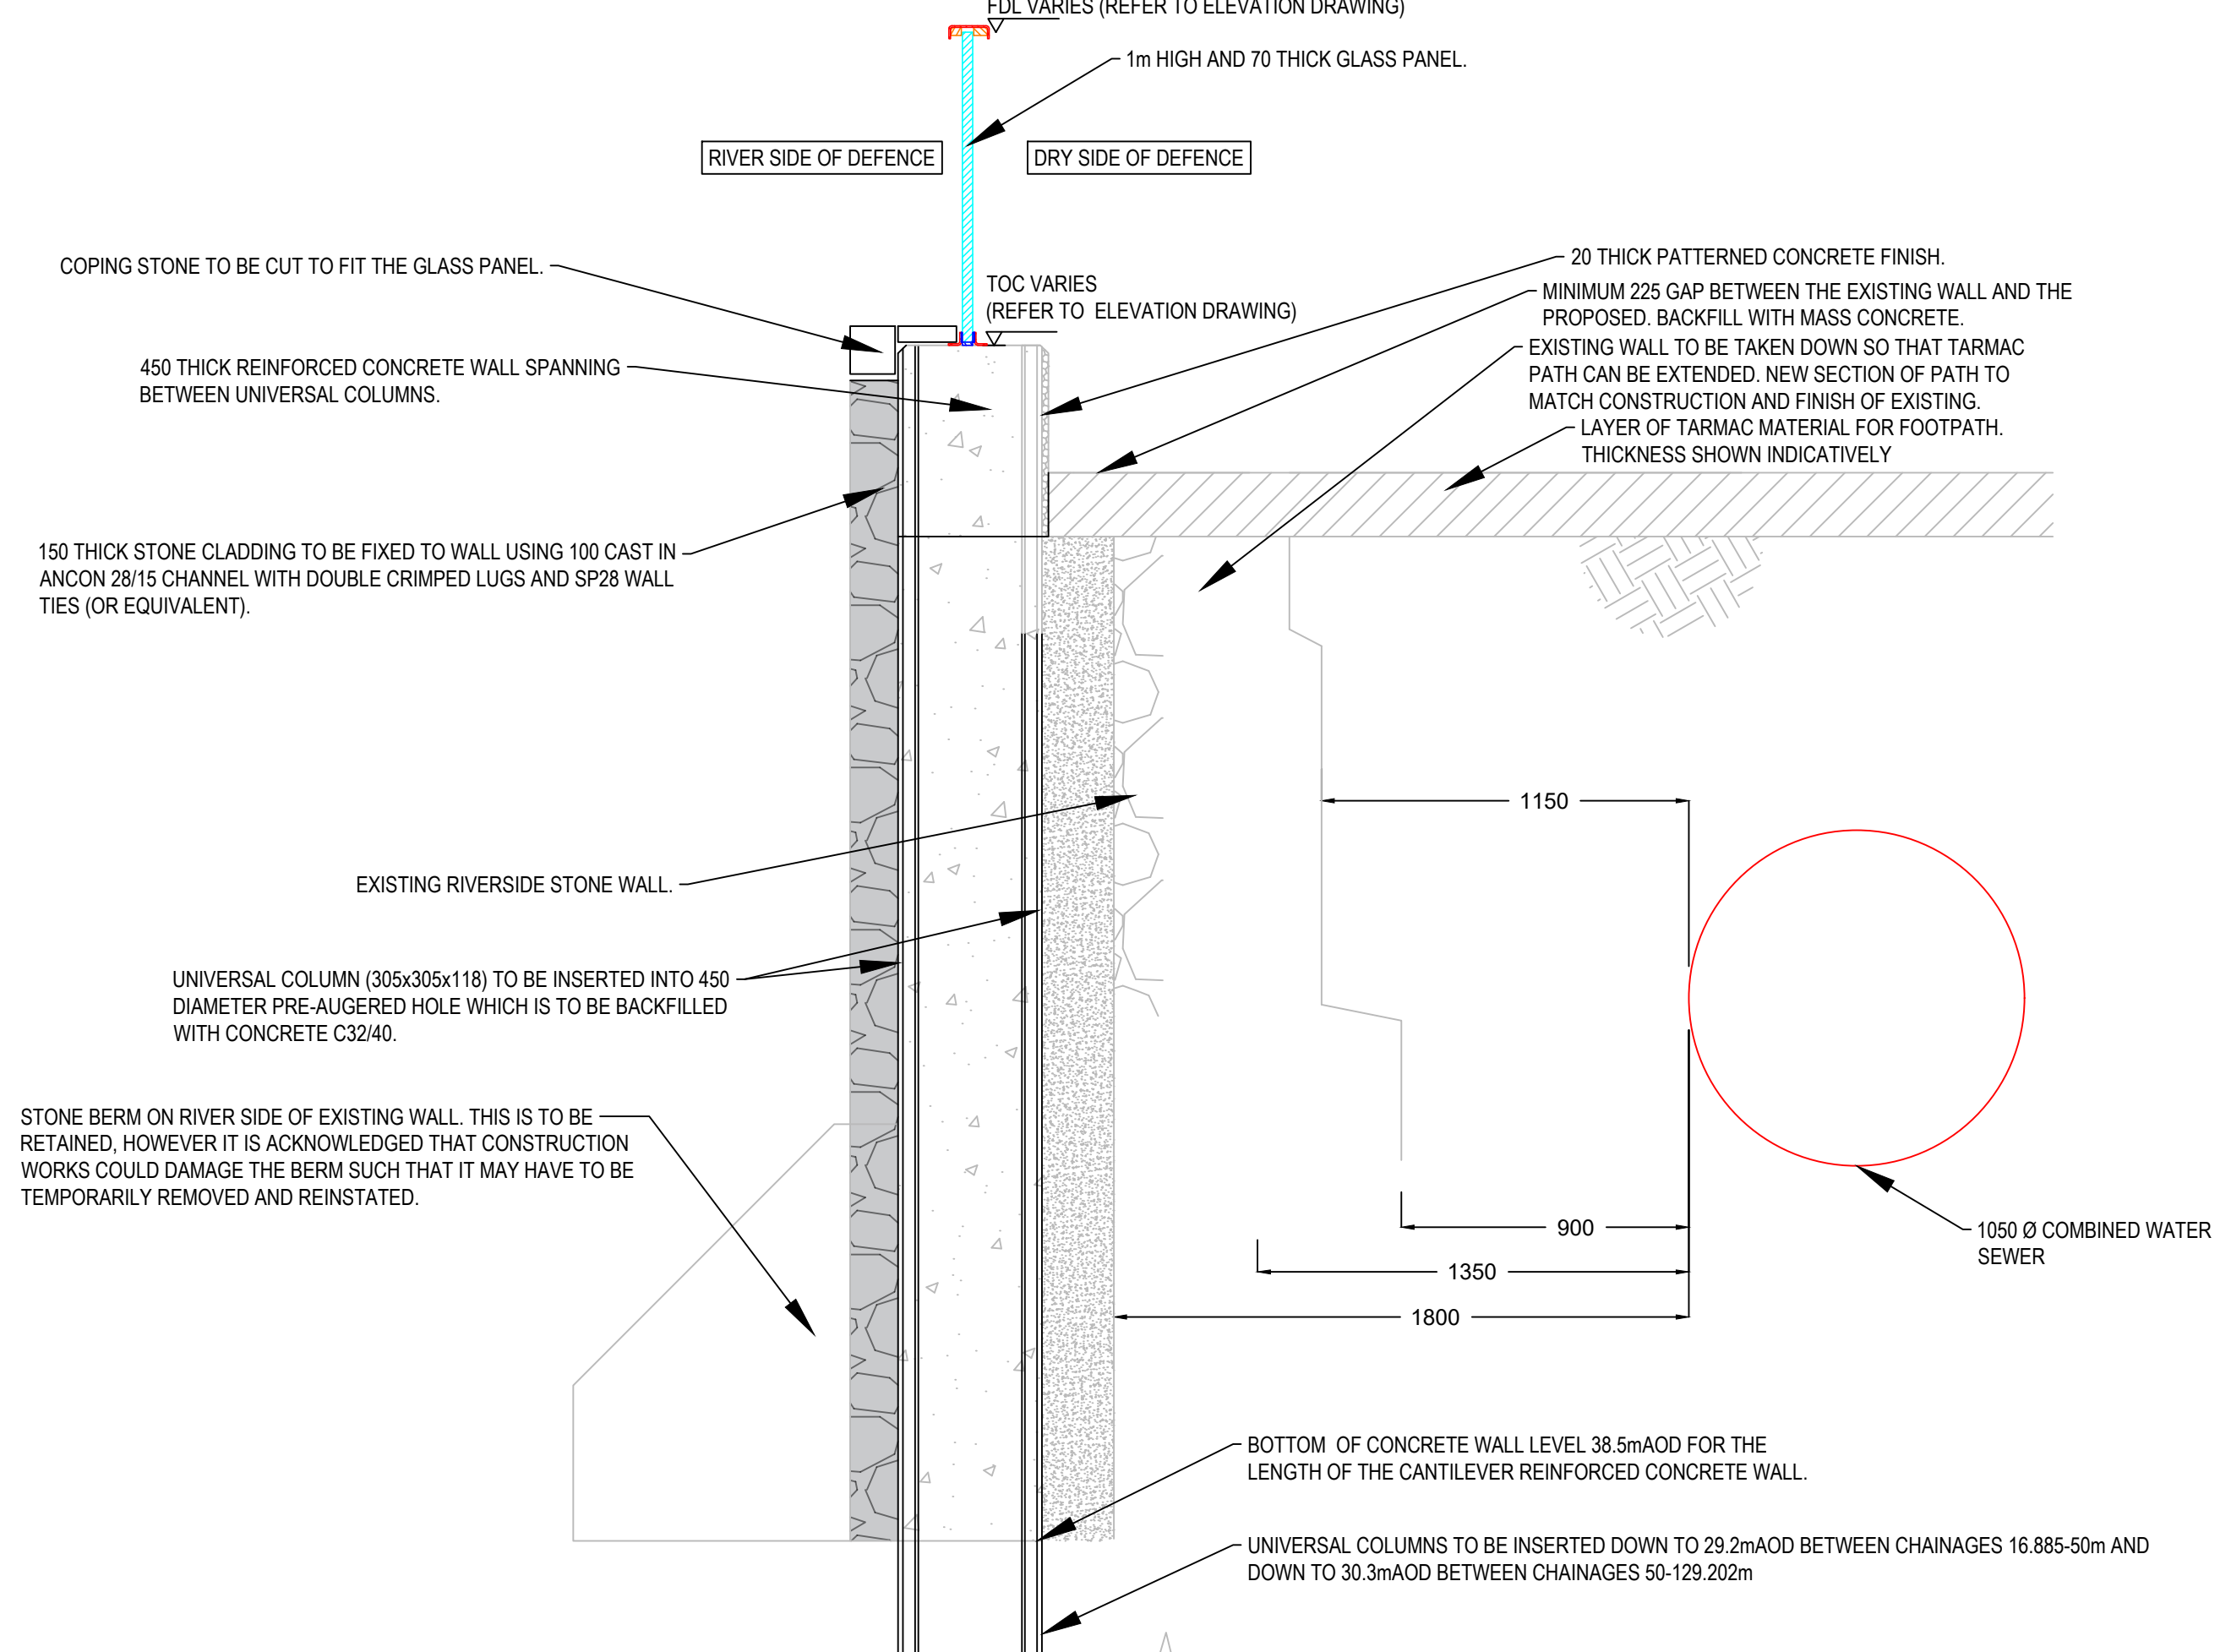 FDL VARIES (REFER TO ELEVATION DRAWING)
1m HIGH AND 70 THICK GLASS PANEL.
RIVER SIDE OF DEFENCE
DRY SIDE OF DEFENCE
COPING STONE TO BE CUT TO FIT THE GLASS PANEL.
TOC VARIES
(REFER TO ELEVATION DRAWING)
20 THICK PATTERNED CONCRETE FINISH.
MINIMUM 225 GAP BETWEEN THE EXISTING WALL AND THE
PROPOSED. BACKFILL WITH MASS CONCRETE.
EXISTING WALL TO BE TAKEN DOWN SO THAT TARMAC
PATH CAN BE EXTENDED. NEW SECTION OF PATH TO
MATCH CONSTRUCTION AND FINISH OF EXISTING.
LAYER OF TARMAC MATERIAL FOR FOOTPATH.
THICKNESS SHOWN INDICATIVELY
450 THICK REINFORCED CONCRETE WALL SPANNING
BETWEEN UNIVERSAL COLUMNS.
150 THICK STONE CLADDING TO BE FIXED TO WALL USING 100 CAST IN
ANCON 28/15 CHANNEL WITH DOUBLE CRIMPED LUGS AND SP28 WALL
TIES (OR EQUIVALENT).
1150
EXISTING RIVERSIDE STONE WALL.
UNIVERSAL COLUMN (305x305x118) TO BE INSERTED INTO 450
DIAMETER PRE-AUGERED HOLE WHICH IS TO BE BACKFILLED
WITH CONCRETE C32/40.
STONE BERM ON RIVER SIDE OF EXISTING WALL. THIS IS TO BE
RETAINED, HOWEVER IT IS ACKNOWLEDGED THAT CONSTRUCTION
WORKS COULD DAMAGE THE BERM SUCH THAT IT MAY HAVE TO BE
TEMPORARILY REMOVED AND REINSTATED.
900
1350
1800
1050 Ø COMBINED WATER
SEWER
BOTTOM OF CONCRETE WALL LEVEL 38.5mAOD FOR THE
LENGTH OF THE CANTILEVER REINFORCED CONCRETE WALL.
UNIVERSAL COLUMNS TO BE INSERTED DOWN TO 29.2mAOD BETWEEN CHAINAGES 16.885-50m AND
DOWN TO 30.3mAOD BETWEEN CHAINAGES 50-129.202m